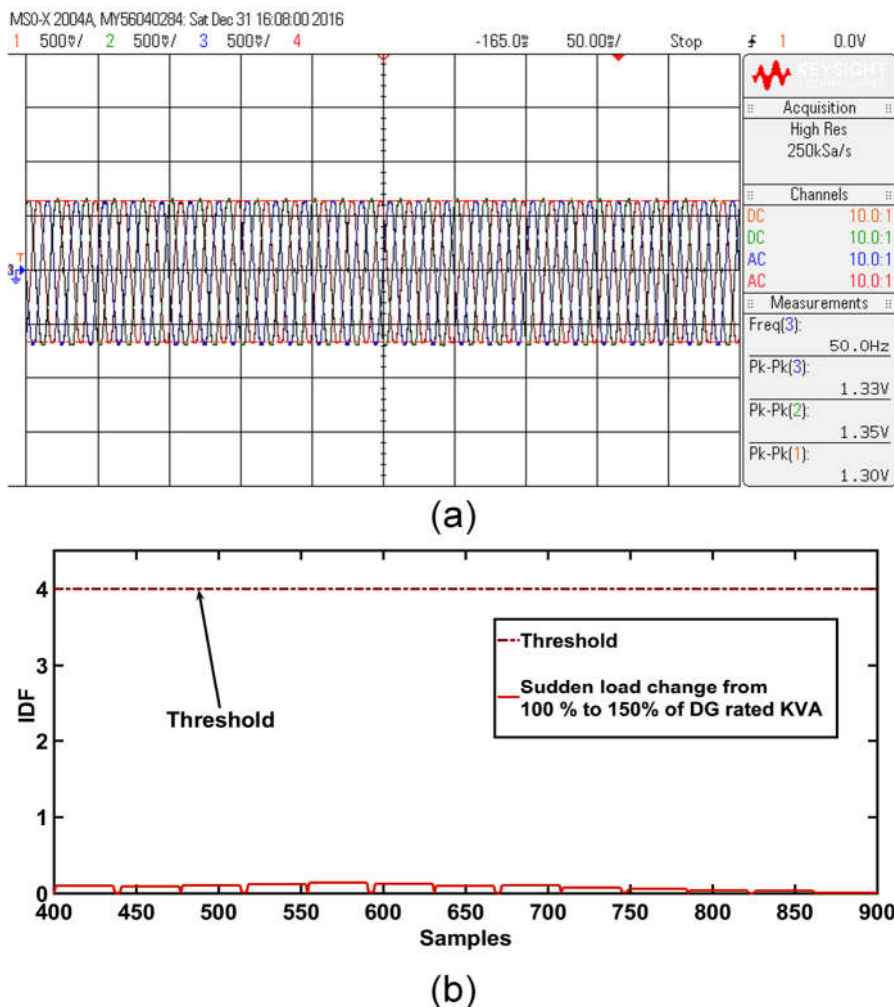 MSO-X 2004A, MY56040284: Sat Dec 31 16:08:00 2016
1 500mV/ 2 500mV/ 3 500mV/ 4 -165.0ms 50.00ms/ Stop 1 0.0V
KEYSIGHT
TECHNOLOGIES
Acquisition
High Res
250kSa/s
Channels
DC 10.0:1
DC 10.0:1
AC 10.0:1
AC 10.0:1
Measurements
Freq(3):
50.0Hz
Pk-Pk(3):
1.33V
Pk-Pk(2):
1.35V
Pk-Pk(1):
1.30V
T
3
(a)
4
3
2
1
0
IDF
Threshold
Threshold
Sudden load change from
100 % to 150% of DG rated KVA
400 450 500 550 600 650 700 750 800 850 900
Samples
(b)